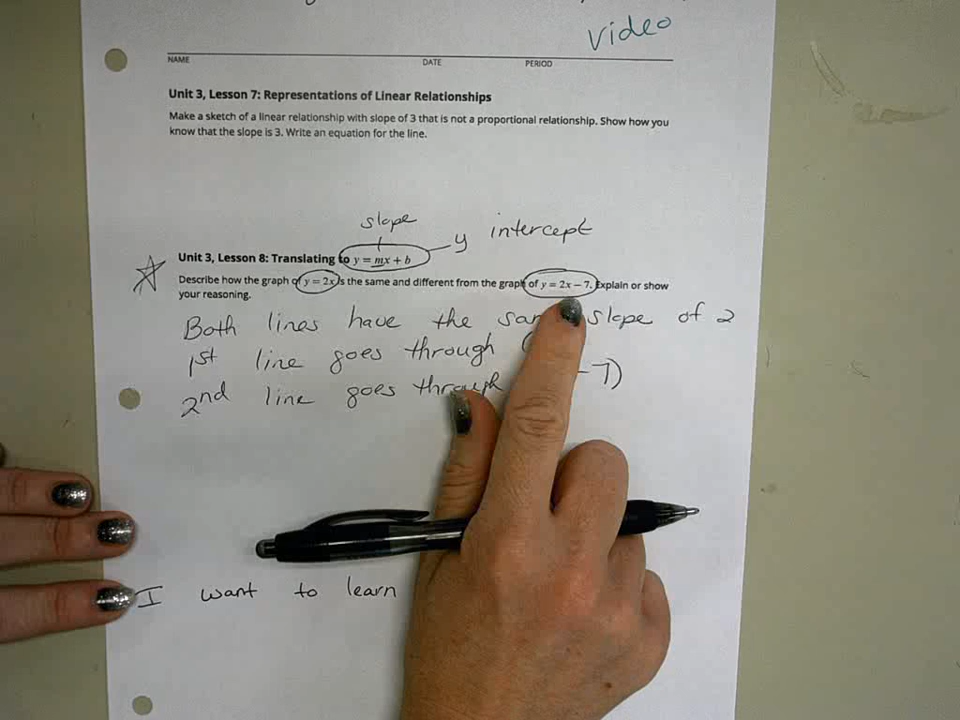 video
NAME DATE PERIOD
Unit 3, Lesson 7: Representations of Linear Relationships
Make a sketch of a linear relationship with slope of 3 that is not a proportional relationship. Show how you
know that the slope is 3. Write an equation for the line.
slope
y intercept
Unit 3, Lesson 8: Translating to y = mx + b
Describe how the graph of y = 2x is the same and different from the graph of y = 2x − 7. Explain or show
your reasoning.
Both lines have the same slope of 2
1st line goes through (
2nd line goes through -7)
I want to learn